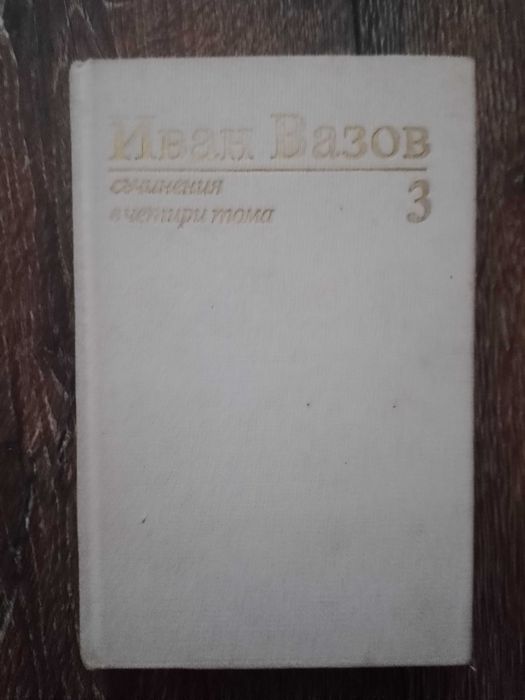 Иван Вазов
съчинения
в четири тома
3